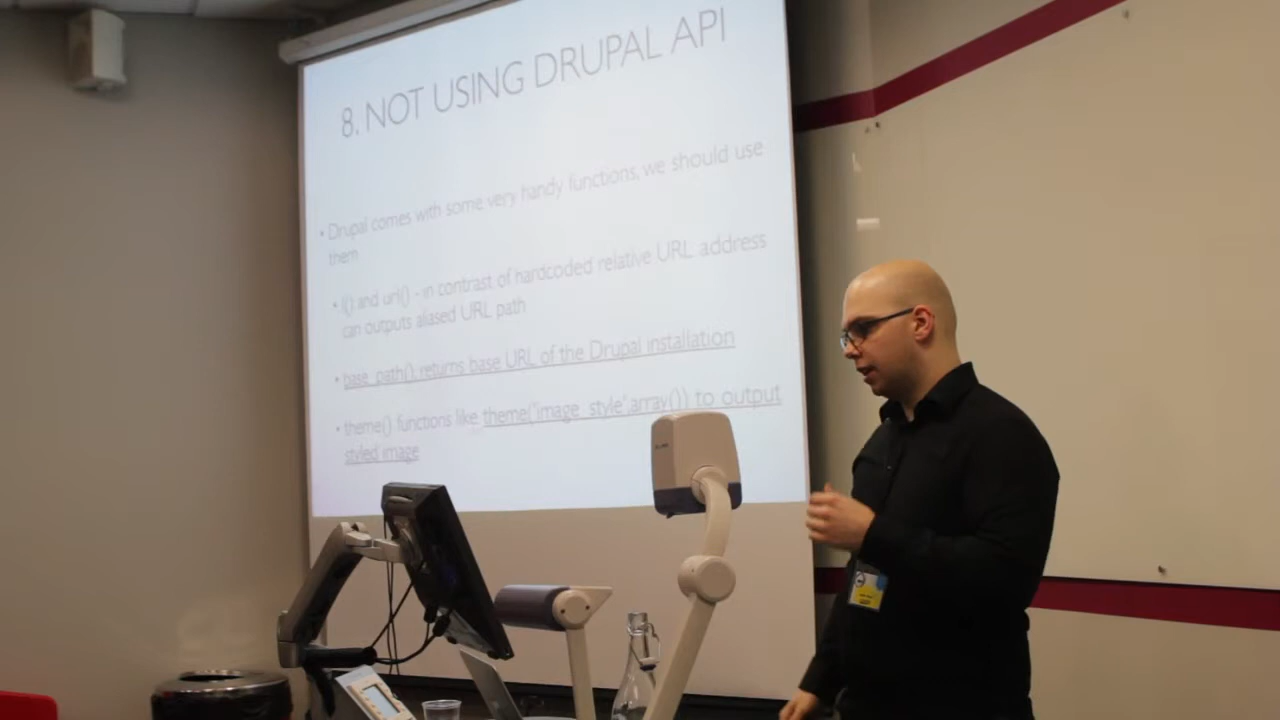 8. NOT USING DRUPAL API
• Drupal comes with some very handy functions, we should use
them
• l() and url() - in contrast of hardcoded relative URL address
can outputs aliased URL path
• base_path(): returns base URL of the Drupal installation
• theme() functions like theme('image_style',array()) to output
styled image